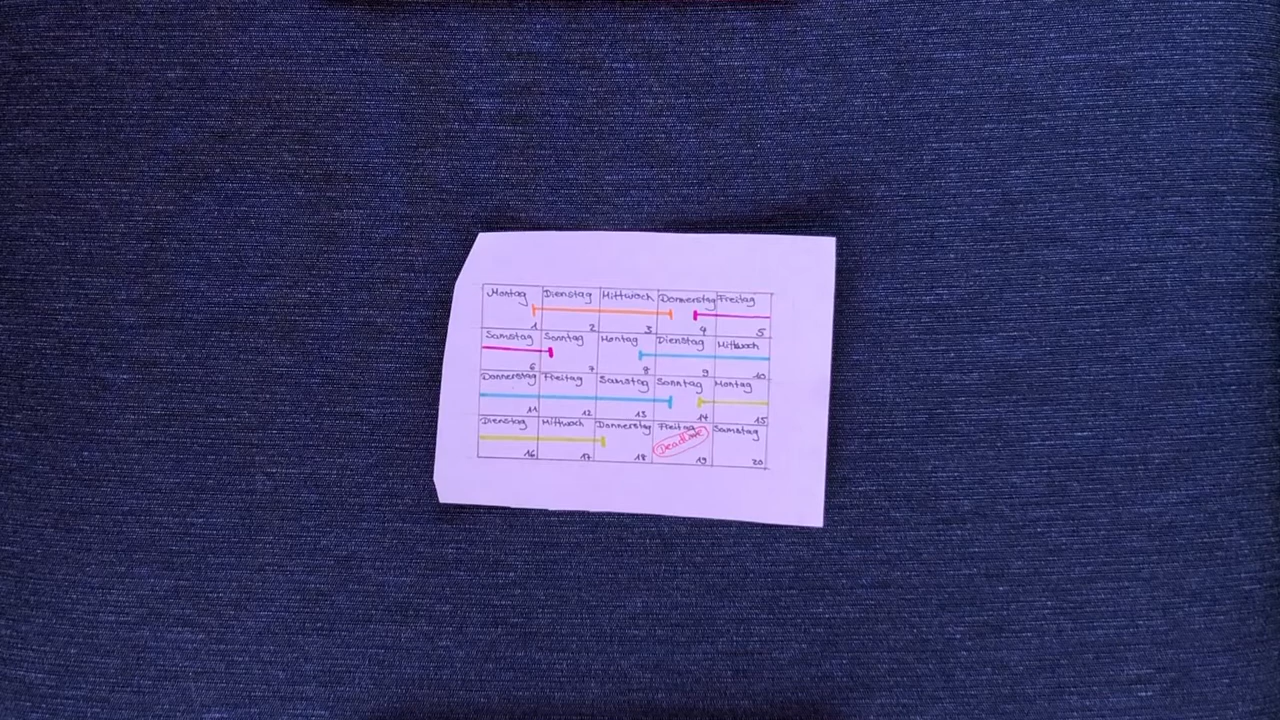 Montag Dienstag Mittwoch Donnerstag Freitag
1 2 3 4 5
Samstag Sonntag Montag Dienstag Mittwoch
6 7 8 9 10
Donnerstag Freitag Samstag Sonntag Montag
11 12 13 14 15
Dienstag Mittwoch Donnerstag Freitag Samstag
Deadline
16 17 18 19 20